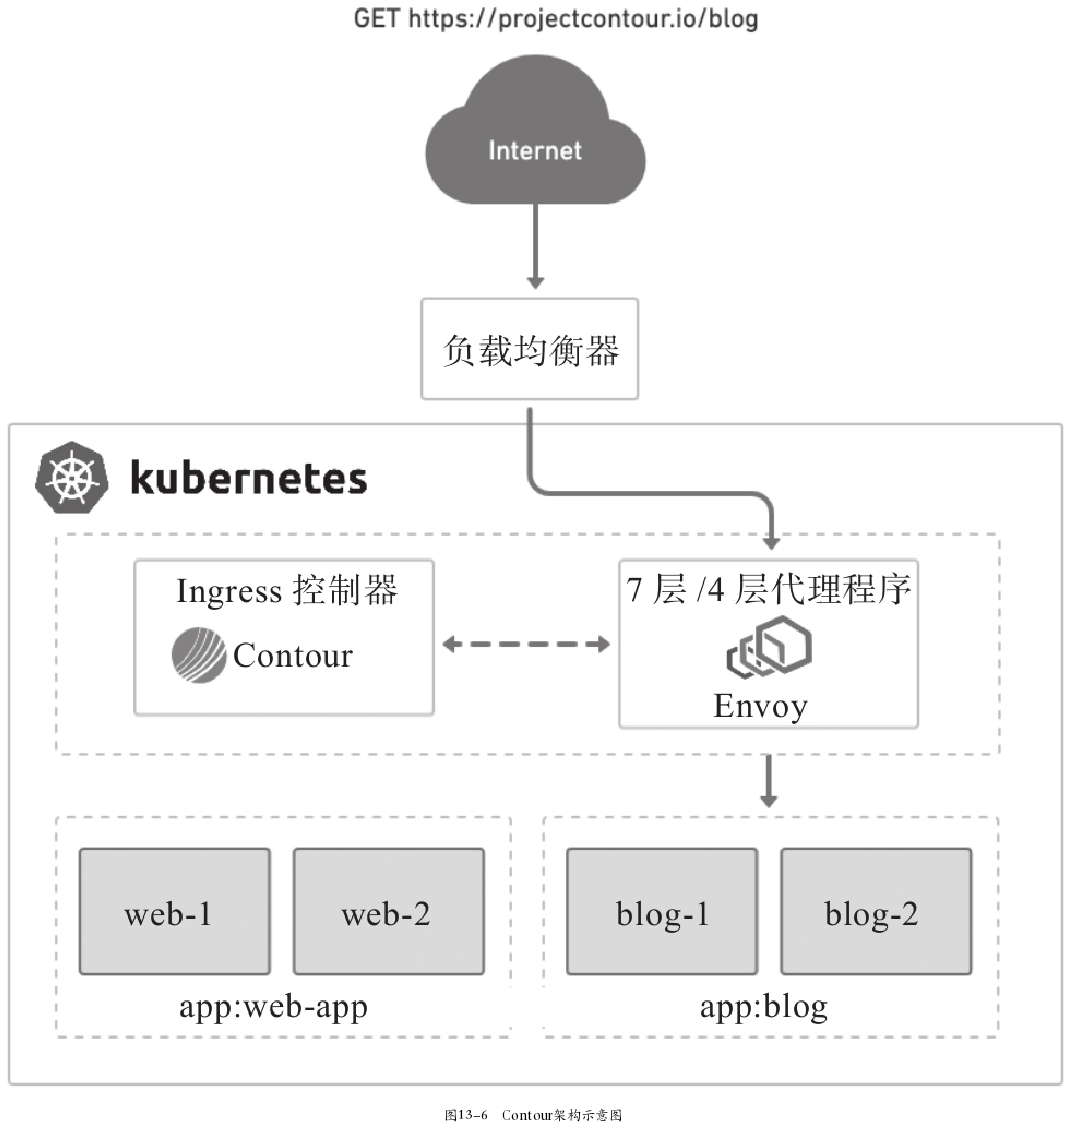 GET https://projectcontour.io/blog
Internet
负载均衡器
kubernetes
Ingress 控制器
Contour
7 层 /4 层代理程序
Envoy
web-1
web-2
blog-1
blog-2
app:web-app
app:blog
图13-6 Contour架构示意图